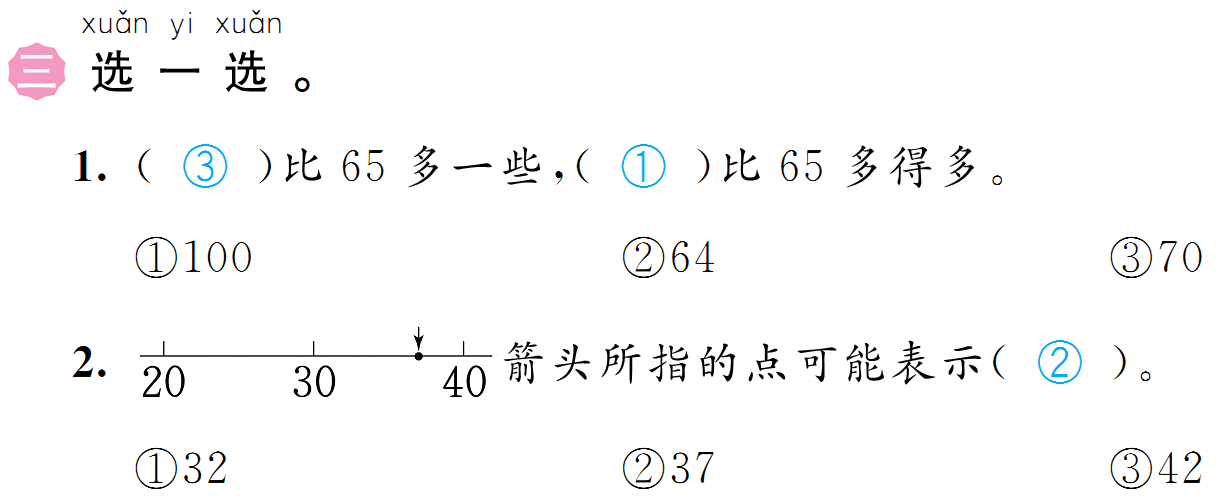 xuǎn yi xuǎn
三 选一选。
1. ( ③ )比 65 多一些,( ① )比 65 多得多。
①100 ②64 ③70
2. 20 30 40 箭头所指的点可能表示( ② )。
①32 ②37 ③42